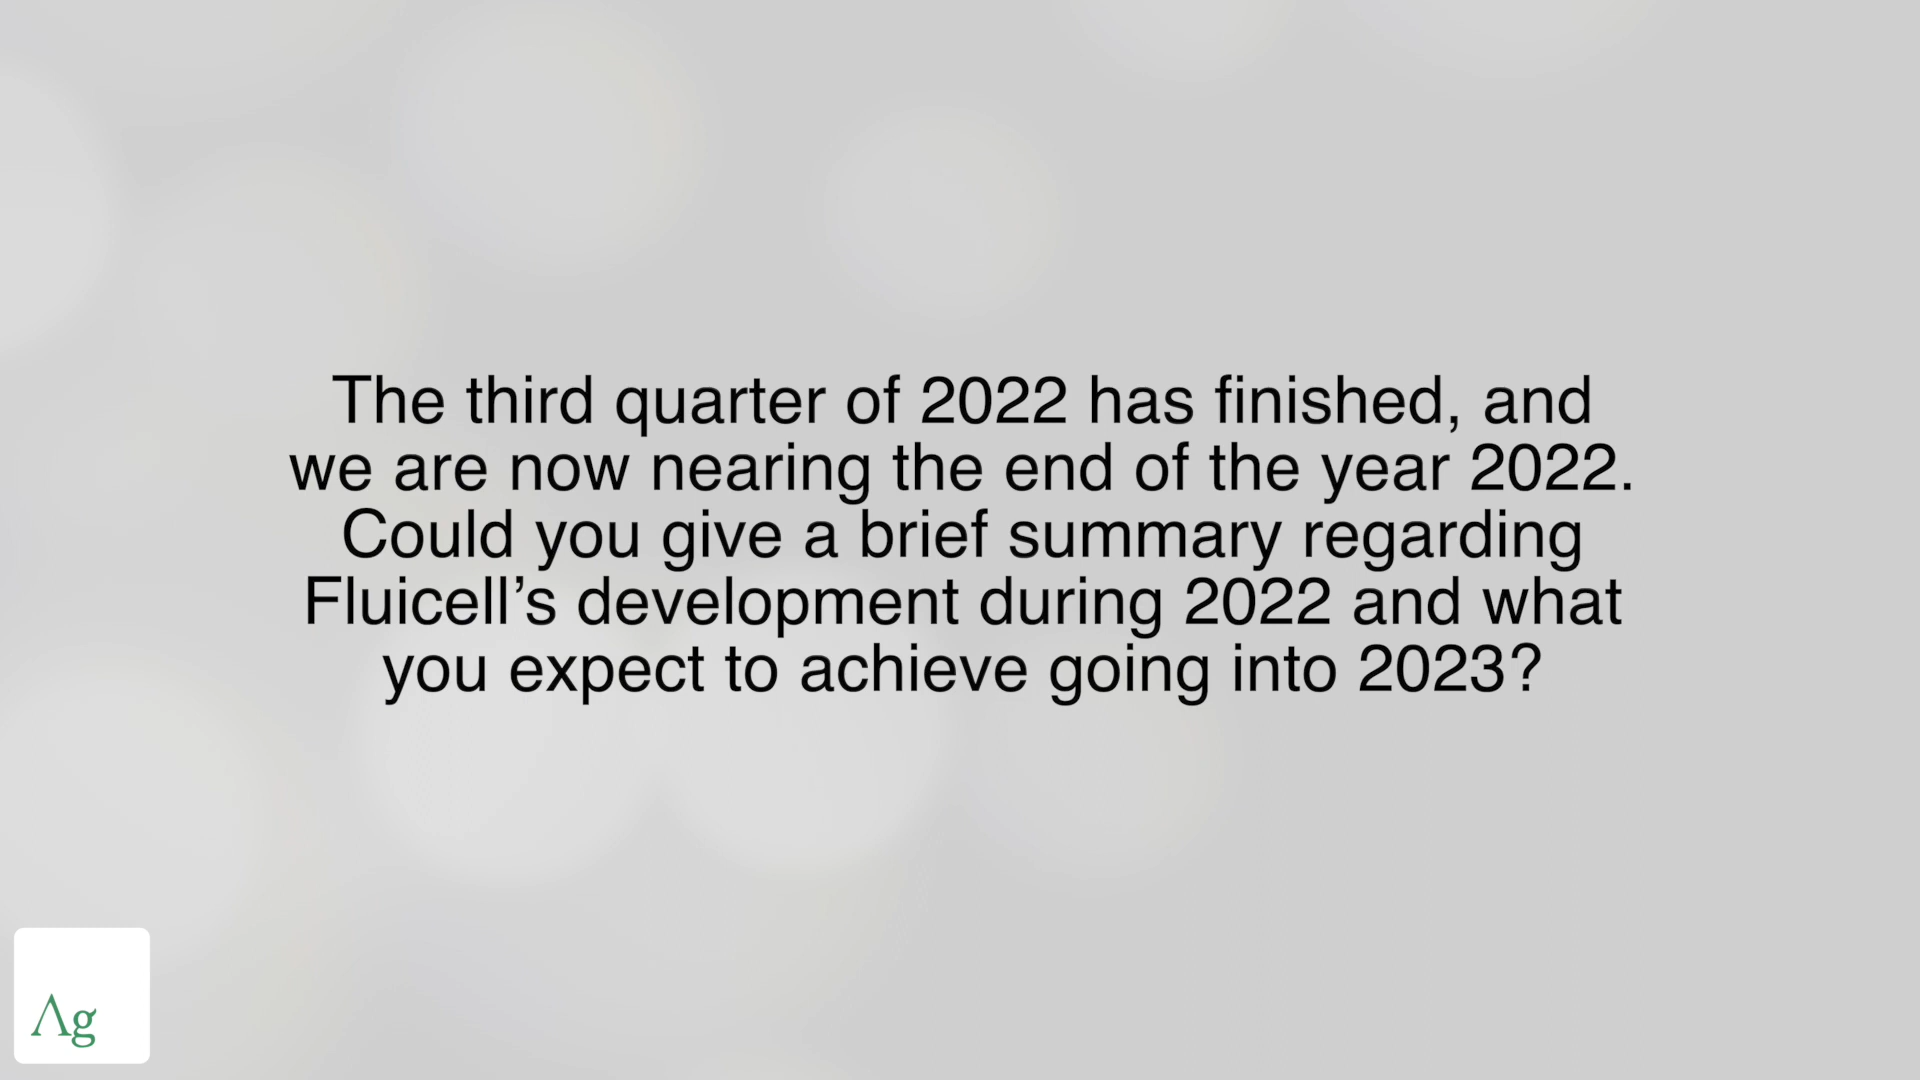 The third quarter of 2022 has finished, and
we are now nearing the end of the year 2022.
Could you give a brief summary regarding
Fluicell’s development during 2022 and what
you expect to achieve going into 2023?
Λg